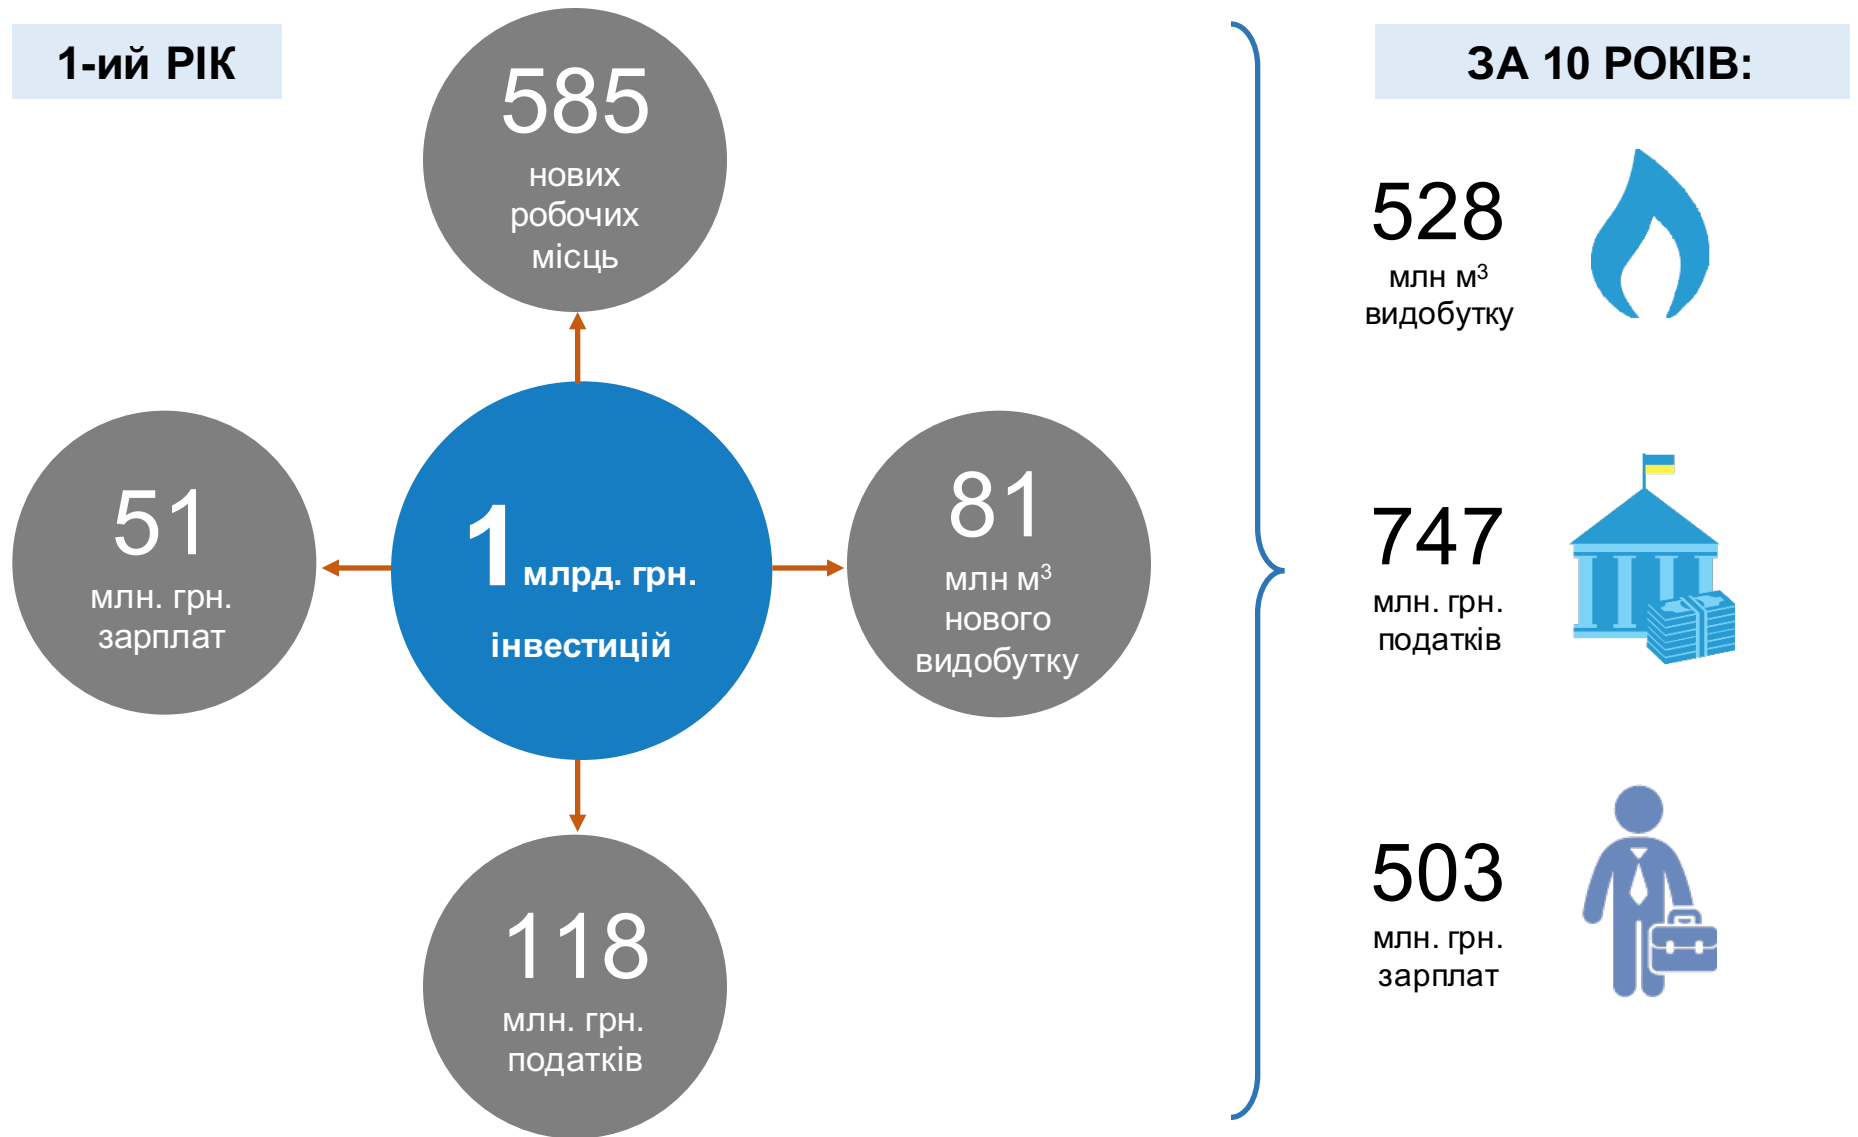 1-ий РІК
585
нових
робочих
місць
51
млн. грн.
зарплат
1 млрд. грн.
інвестицій
81
млн м³
нового
видобутку
118
млн. грн.
податків
ЗА 10 РОКІВ:
528
млн м³
видобутку
747
млн. грн.
податків
503
млн. грн.
зарплат